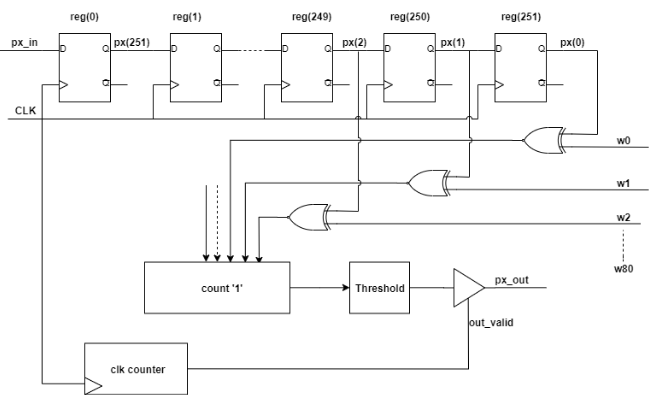 reg(0) reg(1) reg(249) reg(250) reg(251)
px_in px(251) px(2) px(1) px(0)
D Q D Q D Q D Q D Q
Q Q Q Q Q
CLK
w0
w1
w2
w80
count '1' Threshold px_out
out_valid
clk counter